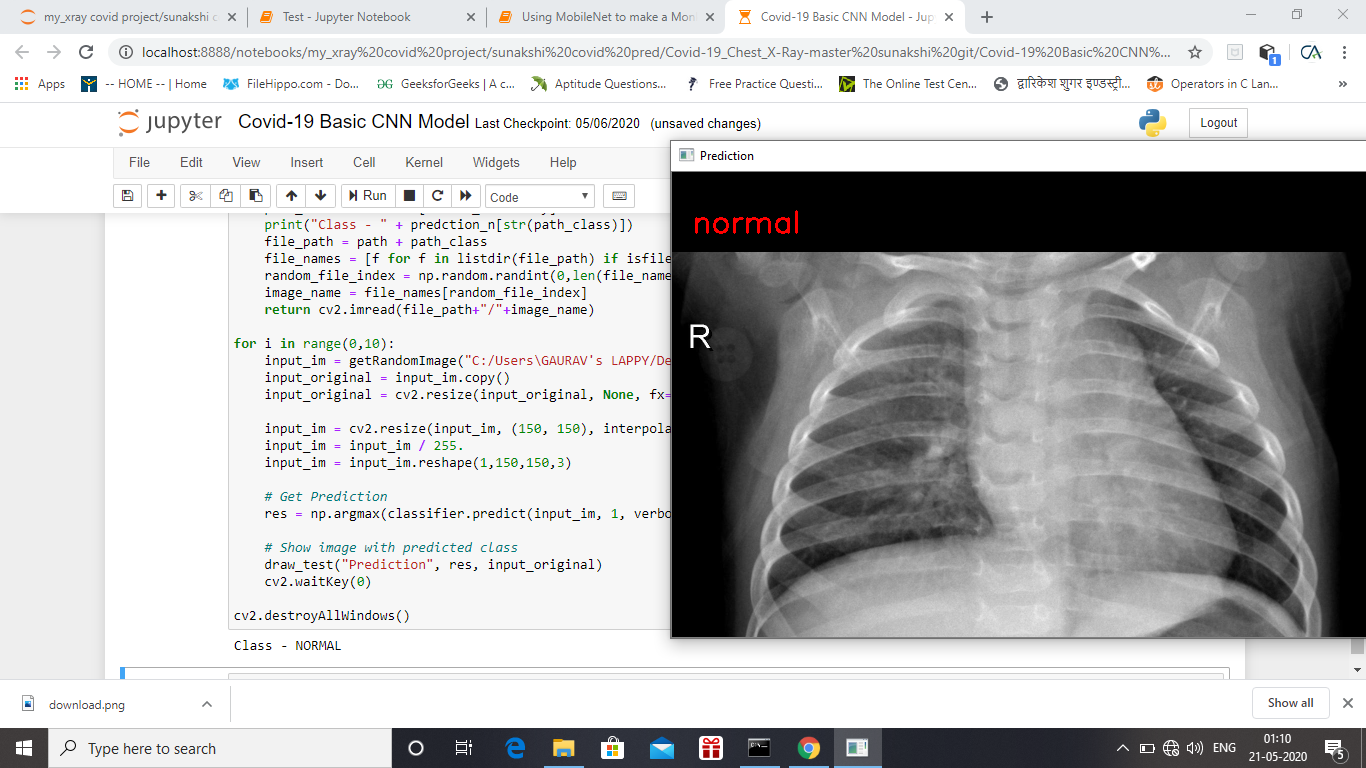 my_xray covid project/sunakshi c
Test - Jupyter Notebook
Using MobileNet to make a Mon
Covid-19 Basic CNN Model - Jup
localhost:8888/notebooks/my_xray%20covid%20project/sunakshi%20covid%20pred/Covid-19_Chest_X-Ray-master%20sunakshi%20git/Covid-19%20Basic%20CNN%...
1
CA
Apps
-- HOME -- | Home
FileHippo.com - Do...
GeeksforGeeks | A c...
Aptitude Questions...
Free Practice Questi...
The Online Test Cen...
द्वारिकेश शुगर इण्डस्ट्री...
Operators in C Lan...
»
jupyter Covid-19 Basic CNN Model Last Checkpoint: 05/06/2020 (unsaved changes)
Logout
File Edit View Insert Cell Kernel Widgets Help
Run
Code
print("Class - " + predction_n[str(path_class)])
file_path = path + path_class
file_names = [f for f in listdir(file_path) if isfile
random_file_index = np.random.randint(0,len(file_name
image_name = file_names[random_file_index]
return cv2.imread(file_path+"/"+image_name)
for i in range(0,10):
input_im = getRandomImage("C:/Users\GAURAV's LAPPY/De
input_original = input_im.copy()
input_original = cv2.resize(input_original, None, fx=
input_im = cv2.resize(input_im, (150, 150), interpola
input_im = input_im / 255.
input_im = input_im.reshape(1,150,150,3)
# Get Prediction
res = np.argmax(classifier.predict(input_im, 1, verbo
# Show image with predicted class
draw_test("Prediction", res, input_original)
cv2.waitKey(0)
cv2.destroyAllWindows()
Class - NORMAL
Prediction
normal
R
download.png
Show all
Type here to search
ENG
01:10
21-05-2020
5